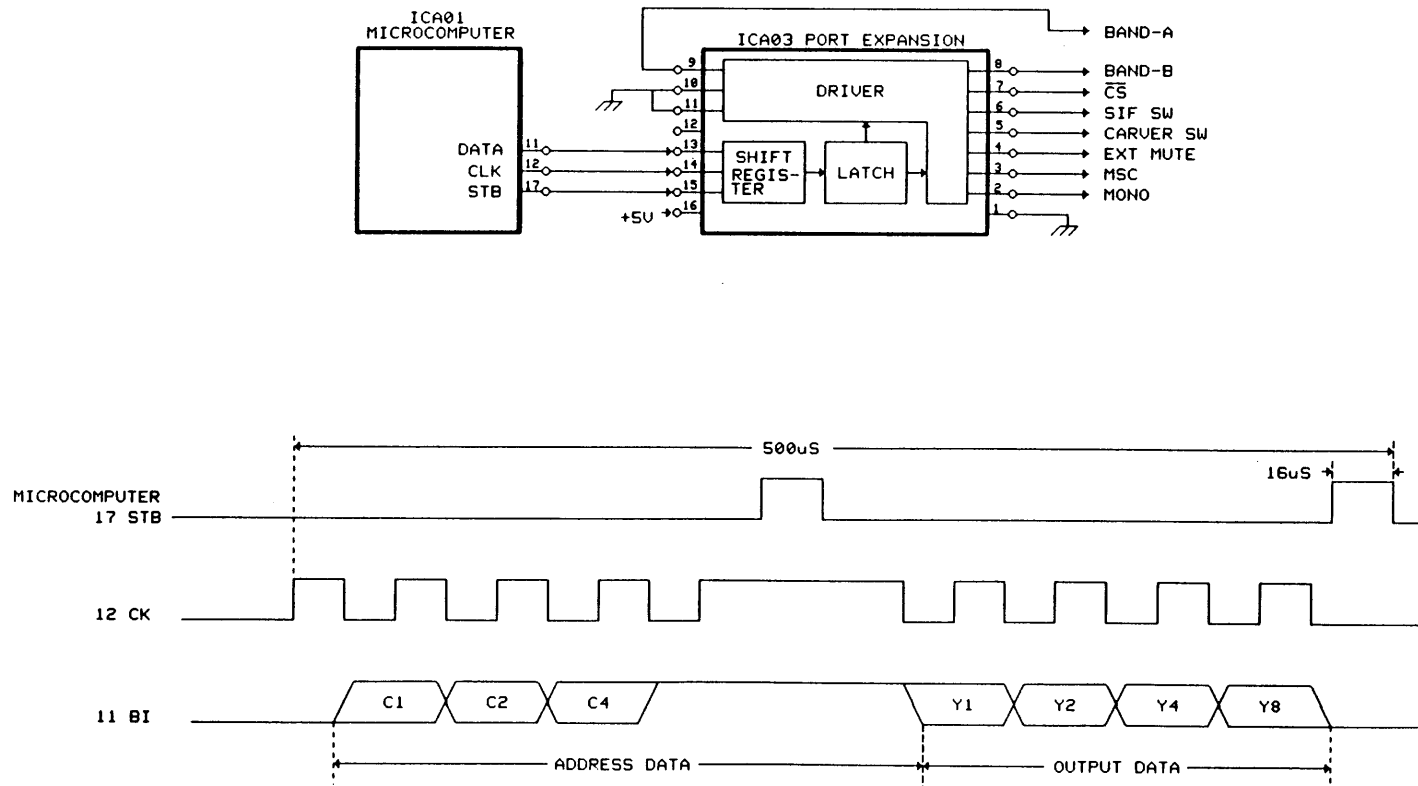 ICA01
MICROCOMPUTER
DATA 11
CLK 12
STB 17
ICA03 PORT EXPANSION
9
10
11
12
13
14
15
+5V 16
DRIVER
SHIFT
REGIS-
TER
LATCH
BAND-A
8 BAND-B
7 CS
6 SIF SW
5 CARVER SW
4 EXT MUTE
3 MSC
2 MONO
1
500uS
16uS
MICROCOMPUTER
17 STB
12 CK
11 BI
C1 C2 C4 Y1 Y2 Y4 Y8
ADDRESS DATA OUTPUT DATA